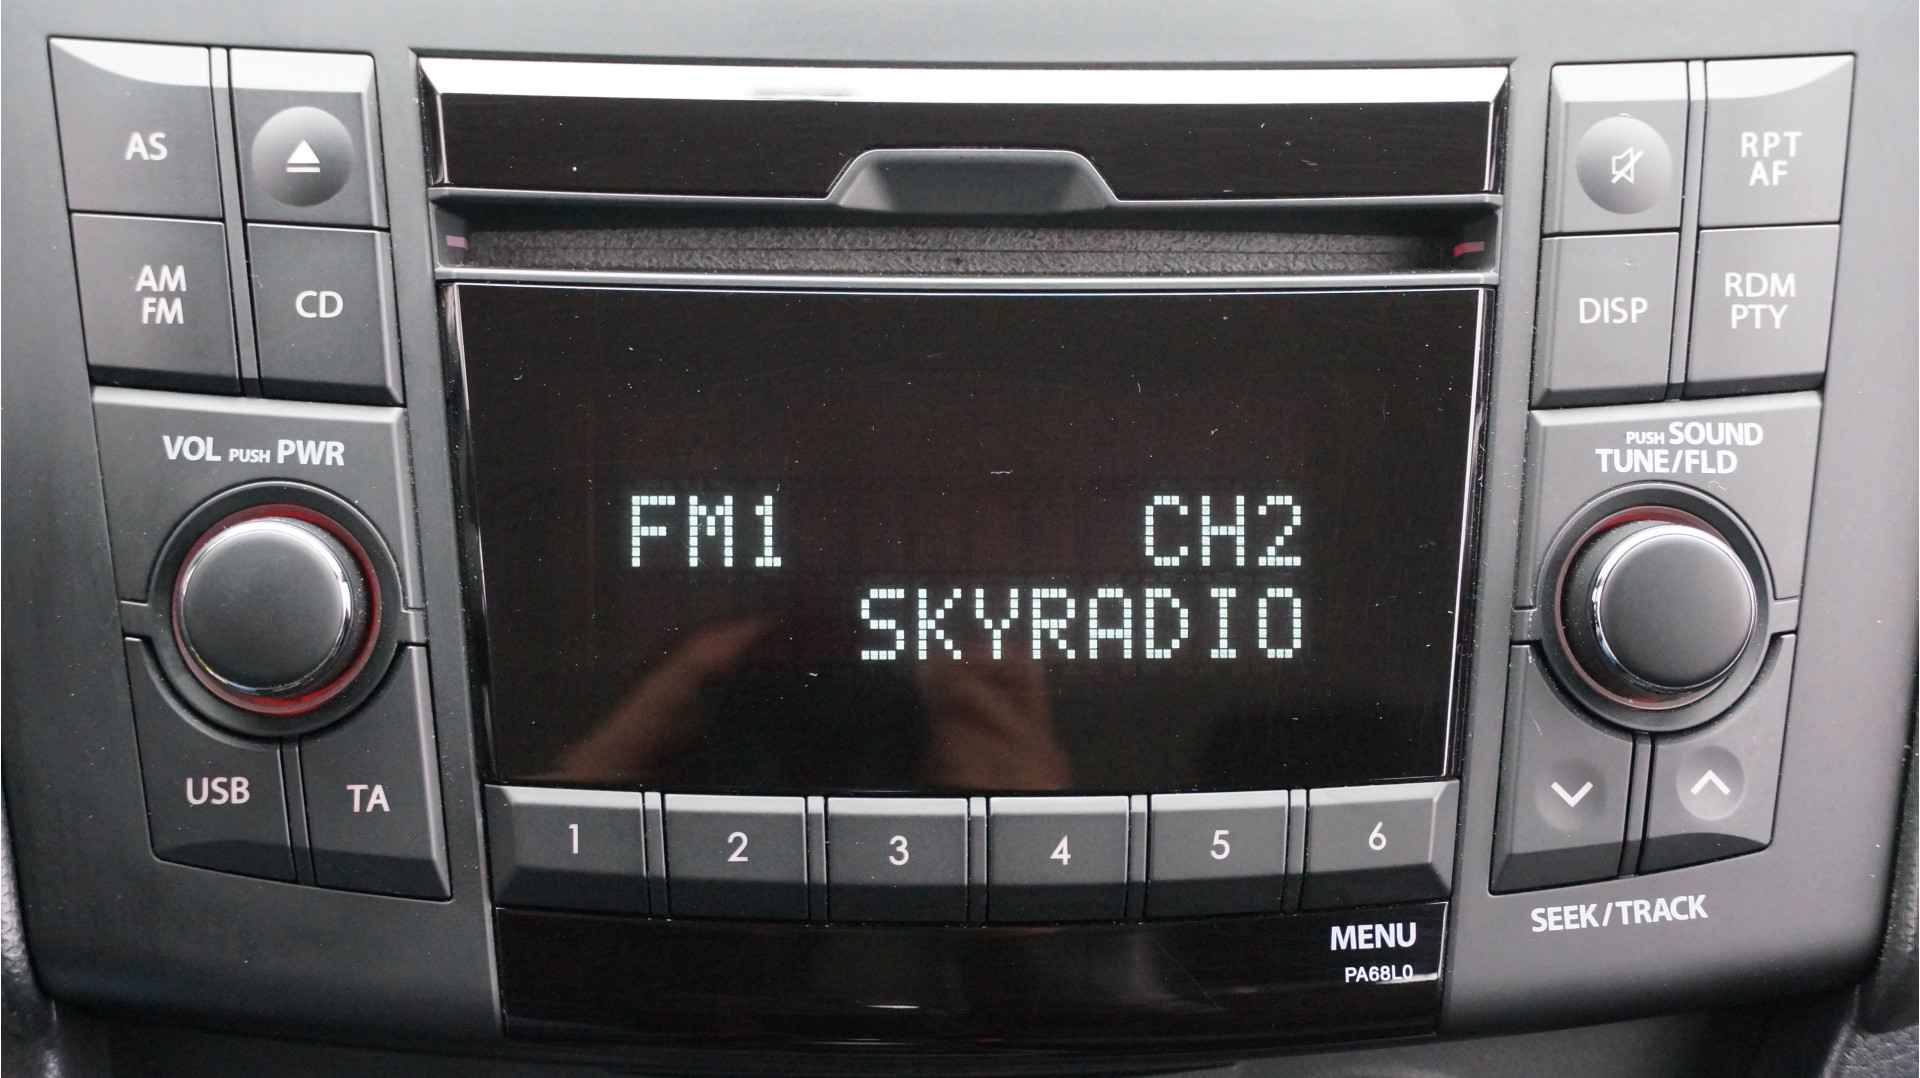 AS
AM
FM
CD
VOL PUSH PWR
USB
TA
FM1 CH2
SKYRADIO
1 2 3 4 5 6
MENU
PA68L0
RPT
AF
DISP
RDM
PTY
PUSH SOUND
TUNE/FLD
SEEK/TRACK